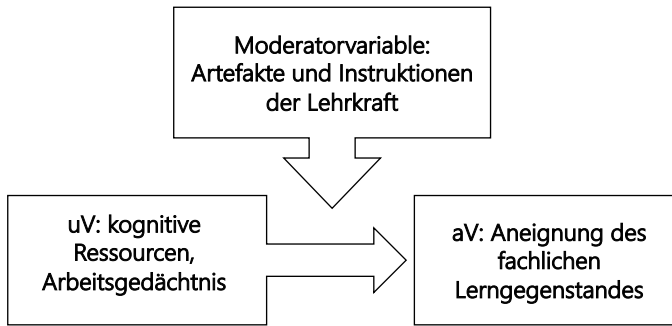 Moderatorvariable:
Artefakte und Instruktionen
der Lehrkraft
uV: kognitive
Ressourcen,
Arbeitsgedächtnis
aV: Aneignung des
fachlichen
Lerngegenstandes